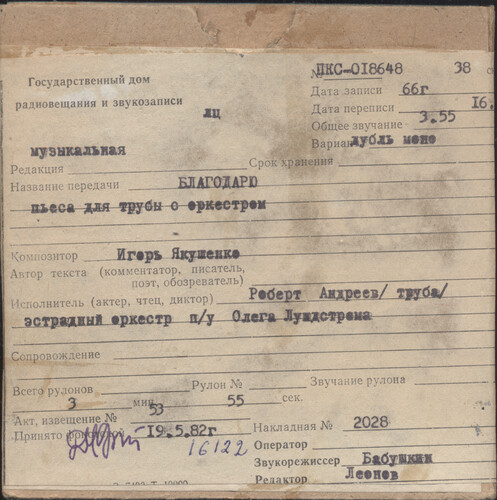 Государственный дом
радиовещания и звукозаписи
ЛЦ
№ ПКС-018648 38
Дата записи 66г
Дата переписи 16.
Общее звучание 3.55
Вариант дубль моно
музыкальная
Редакция Срок хранения
Название передачи БЛАГОДАРЮ
пьеса для трубы с оркестром
Композитор Игорь Якушенко
Автор текста (комментатор, писатель,
поэт, обозреватель)
Исполнитель (актер, чтец, диктор) Роберт Андреев/ труба/
эстрадный оркестр п/у Олега Лундстрема
Сопровождение
Всего рулонов Рулон № Звучание рулона
3 мин. 55 сек.
Акт, извещение № 53
Принято фонотекой 19.5.82г
16122
Накладная № 2028
Оператор
Звукорежиссер Бабушкин
Редактор Леонов